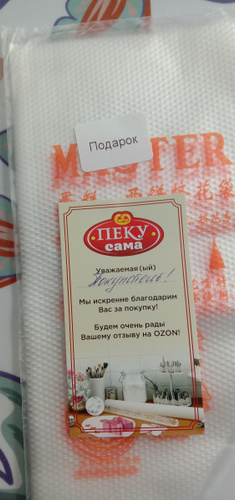 Подарок
MASTER
ПЕКУ
сама
Уважаемая(ый)
Покупатель!
Мы искренне благодарим
Вас за покупку!
Будем очень рады
Вашему отзыву на OZON!